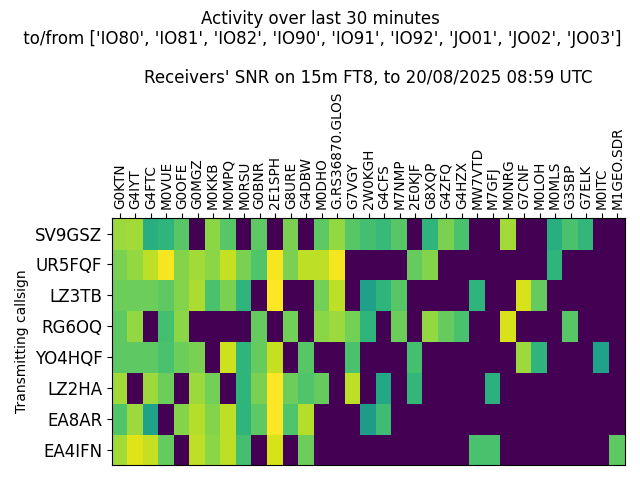 Activity over last 30 minutes
to/from ['IO80', 'IO81', 'IO82', 'IO90', 'IO91', 'IO92', 'JO01', 'JO02', 'JO03']
Receivers' SNR on 15m FT8, to 20/08/2025 08:59 UTC
G0KTN
G4IYT
G4FTC
M0VUE
G0OFE
G0MGZ
M0KKB
M0MPQ
M0RSU
G0BNR
2E1SPH
G8URE
G4DBW
M0DHO
G.RS36870.GLOS
G7VGY
2W0KGH
G4CFS
M7NMP
2E0KJF
G8XQP
G4ZFQ
G4HZX
MW7VTD
M7GFJ
M0NRG
G7CNF
M0LOH
M0MLS
G3SBP
G7ELK
M0ITC
M1GEO.SDR
Transmitting callsign
SV9GSZ
UR5FQF
LZ3TB
RG6OQ
YO4HQF
LZ2HA
EA8AR
EA4IFN